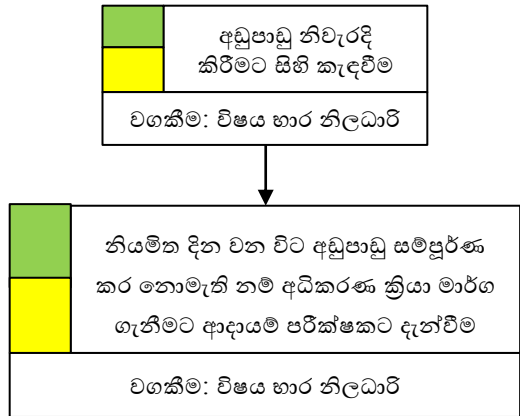 අඩුපාඩු නිවැරදි
කිරීමට සිහි කැඳවීම
වගකීම: විෂය භාර නිලධාරි
නියමිත දින වන විට අඩුපාඩු සම්පූර්ණ
කර නොමැති නම් අධිකරණ ක්‍රියා මාර්ග
ගැනීමට ආදායම් පරීක්ෂකට දැන්වීම
වගකීම: විෂය භාර නිලධාරි